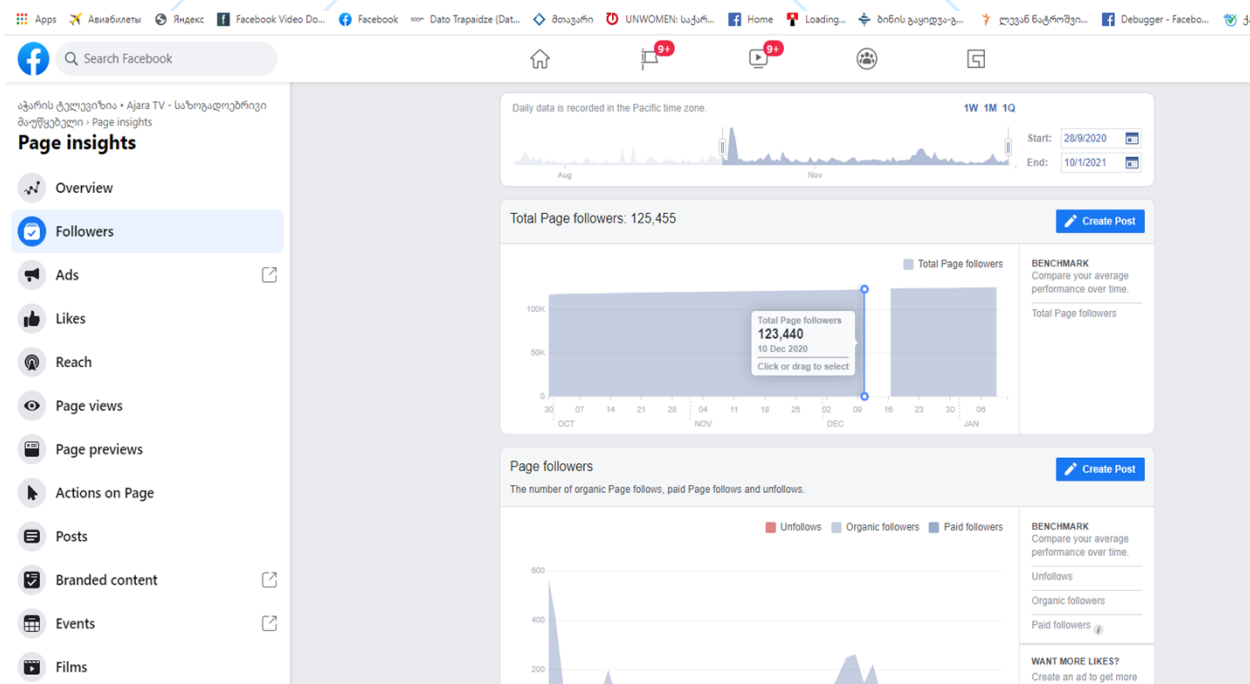 Apps Авиабилеты Яндекс Facebook Video Do... Facebook Dato Trapaidze (Dat... მთავარი UNWOMEN: საქარ... Home Loading... ბინის გაყიდვა-გ... ლევან ნატროშვი... Debugger - Facebo...
Search Facebook
9+
9+
აჭარის ტელევიზია • Ajara TV - საზოგადოებრივი
მაუწყებელი › Page insights
Page insights
Overview
Followers
Ads
Likes
Reach
Page views
Page previews
Actions on Page
Posts
Branded content
Events
Films
Daily data is recorded in the Pacific time zone.
1W 1M 1Q
Aug
Nov
Start: 28/9/2020
End: 10/1/2021
Total Page followers: 125,455
Create Post
Total Page followers
100K
50K
0
Total Page followers
123,440
10 Dec 2020
Click or drag to select
30 07 14 21 28 04 11 18 25 02 09 16 23 30 06
OCT NOV DEC JAN
BENCHMARK
Compare your average
performance over time.
Total Page followers
Page followers
The number of organic Page follows, paid Page follows and unfollows.
Create Post
Unfollows Organic followers Paid followers
600
400
200
BENCHMARK
Compare your average
performance over time.
Unfollows
Organic followers
Paid followers
WANT MORE LIKES?
Create an ad to get more